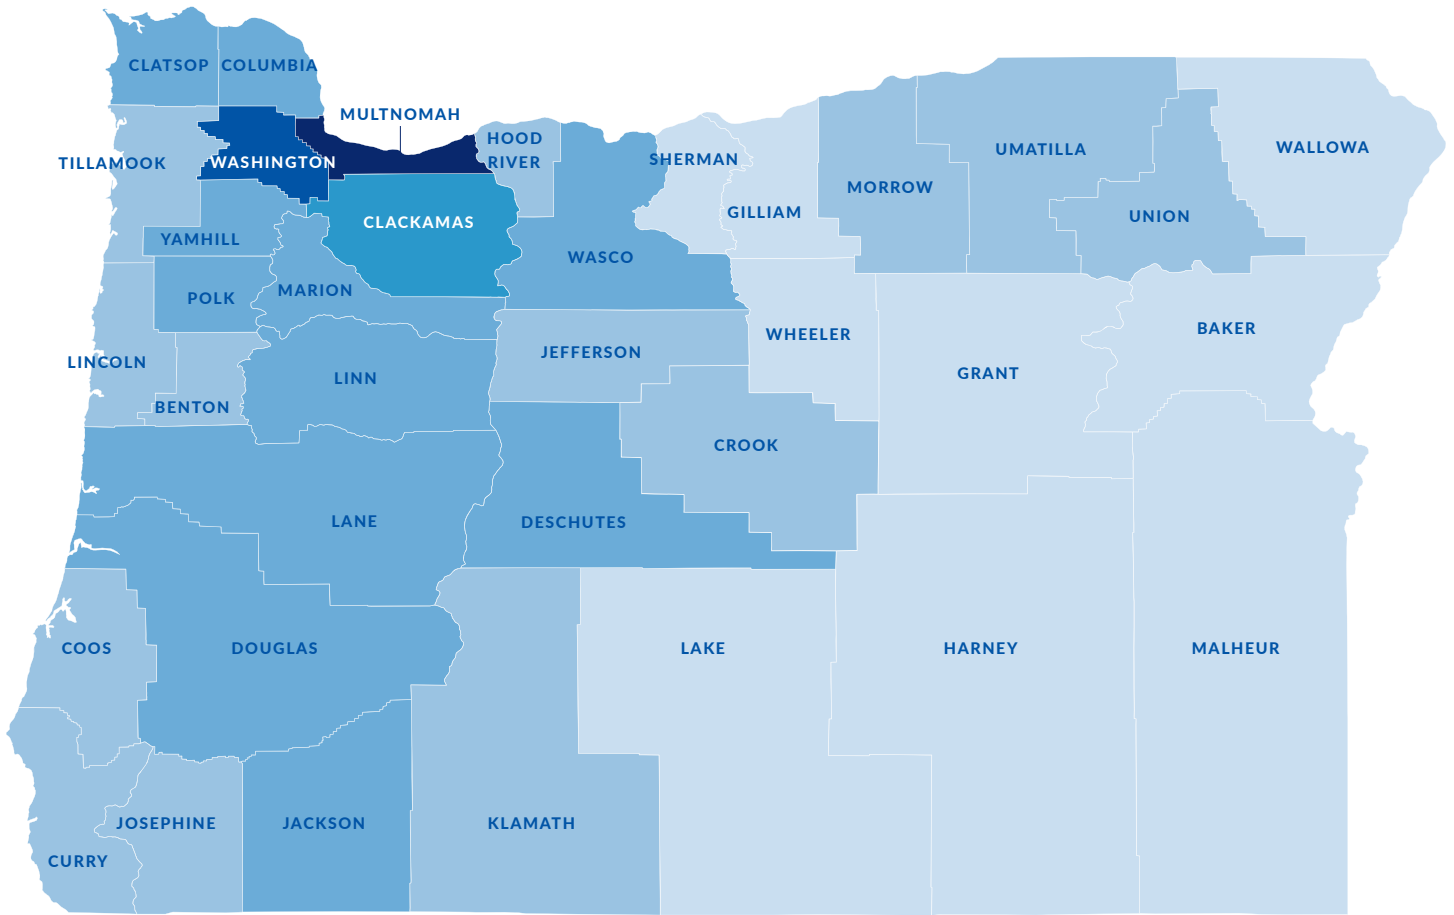 CLATSOP
COLUMBIA
MULTNOMAH
HOOD
RIVER
TILLAMOOK
WASHINGTON
SHERMAN
UMATILLA
WALLOWA
MORROW
GILLIAM
UNION
CLACKAMAS
YAMHILL
WASCO
POLK
MARION
BAKER
WHEELER
JEFFERSON
LINCOLN
LINN
GRANT
BENTON
CROOK
LANE
DESCHUTES
COOS
DOUGLAS
LAKE
HARNEY
MALHEUR
JOSEPHINE
JACKSON
KLAMATH
CURRY